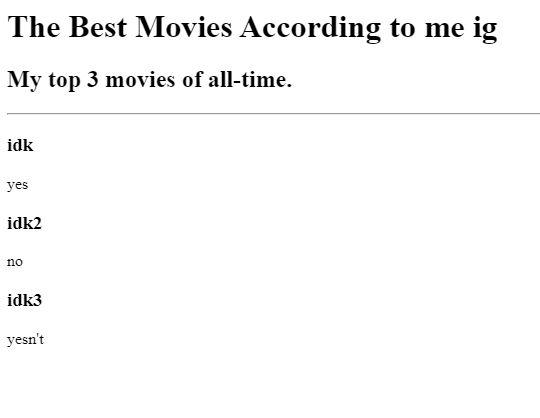 The Best Movies According to me ig
My top 3 movies of all-time.
idk
yes
idk2
no
idk3
yesn't